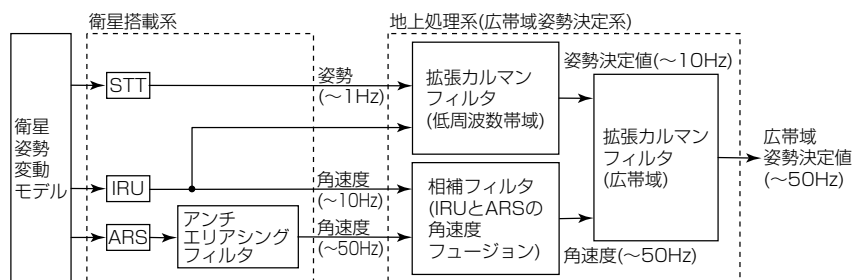 衛星搭載系
地上処理系(広帯域姿勢決定系)
衛星
姿勢
変動
モデル
STT
IRU
ARS
アンチ
エリアシング
フィルタ
姿勢
(～1Hz)
角速度
(～10Hz)
角速度
(～50Hz)
拡張カルマン
フィルタ
(低周波数帯域)
相補フィルタ
(IRUとARSの
角速度
フュージョン)
姿勢決定値(～10Hz)
角速度(～50Hz)
拡張カルマン
フィルタ
(広帯域)
広帯域
姿勢決定値
(～50Hz)